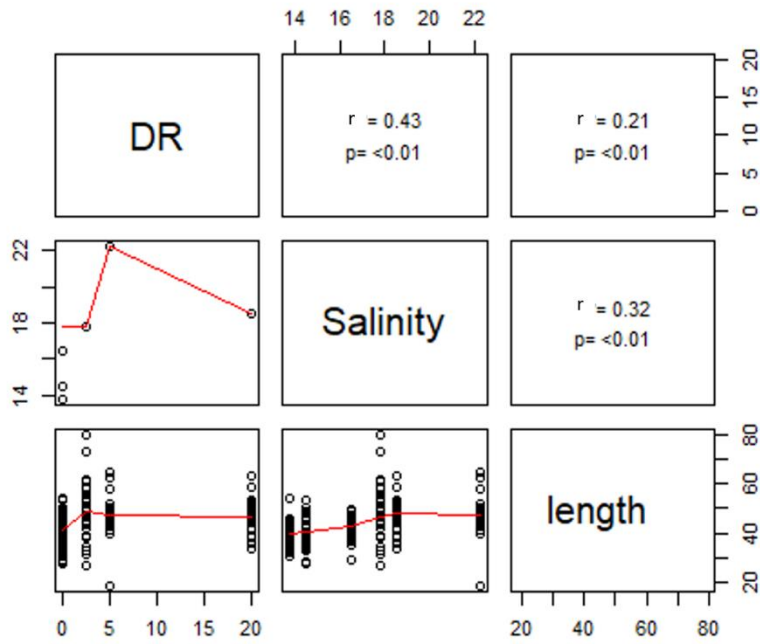 14 16 18 20 22
DR
r = 0.43
p= <0.01
r = 0.21
p= <0.01
20
15
10
5
0
22
18
14
Salinity
r = 0.32
p= <0.01
length
80
60
40
20
0 5 10 15 20
20 40 60 80